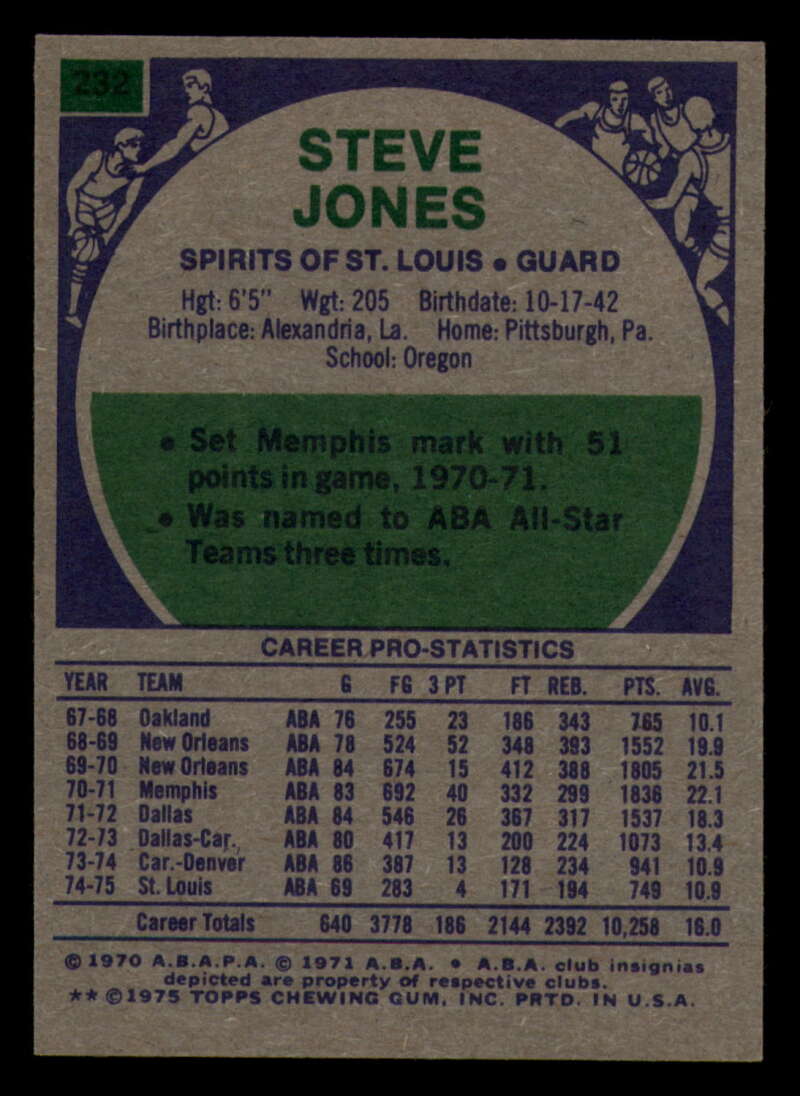 232
STEVE
JONES
SPIRITS OF ST. LOUIS • GUARD
Hgt: 6'5" Wgt: 205 Birthdate: 10-17-42
Birthplace: Alexandria, La. Home: Pittsburgh, Pa.
School: Oregon
• Set Memphis mark with 51
points in game, 1970-71.
• Was named to ABA All-Star
Teams three times.
CAREER PRO-STATISTICS
YEAR TEAM G FG 3 PT FT REB. PTS. AVG.
67-68 Oakland ABA 76 255 23 186 343 765 10.1
68-69 New Orleans ABA 78 524 52 348 393 1552 19.9
69-70 New Orleans ABA 84 674 15 412 388 1805 21.5
70-71 Memphis ABA 83 692 40 332 299 1836 22.1
71-72 Dallas ABA 84 546 26 367 317 1537 18.3
72-73 Dallas-Car. ABA 80 417 13 200 224 1073 13.4
73-74 Car.-Denver ABA 86 387 13 128 234 941 10.9
74-75 St. Louis ABA 69 283 4 171 194 749 10.9
Career Totals 640 3778 186 2144 2392 10,258 16.0
© 1970 A.B.A.P.A. © 1971 A.B.A. • A.B.A. club insignias
depicted are property of respective clubs.
** © 1975 TOPPS CHEWING GUM, INC. PRTD. IN U.S.A.